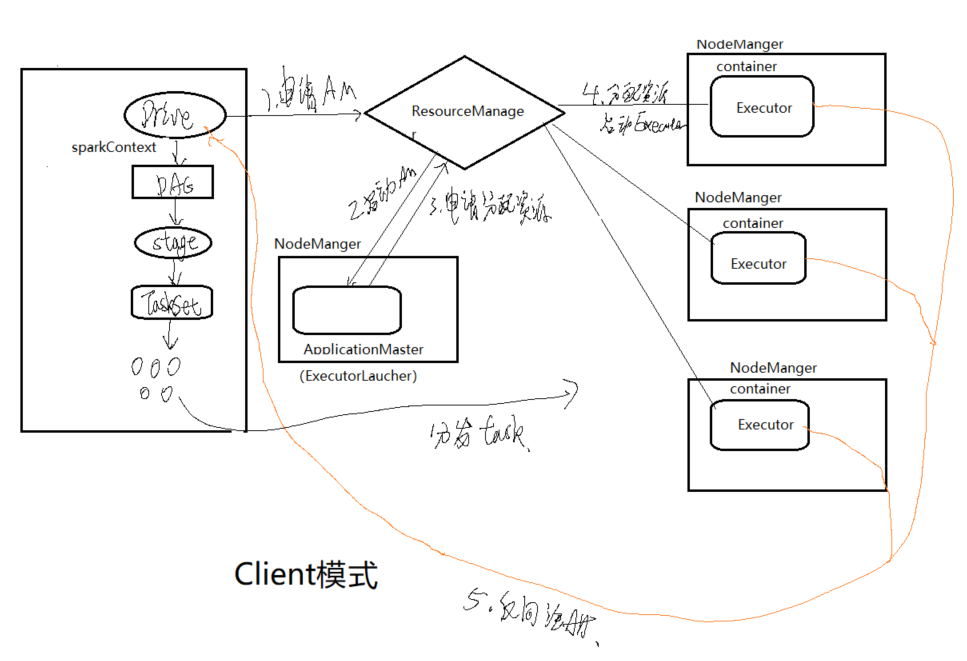 Drive
sparkContext
DAG
stage
TaskSet
1.申请AM
ResourceManage
r
2.启动AM
3.申请分配资源
NodeManger
ApplicationMaster
(ExecutorLaucher)
4.分配资源
启动Executor
NodeManger
container
Executor
NodeManger
container
Executor
NodeManger
container
Executor
分发task
Client模式
5.反向注册